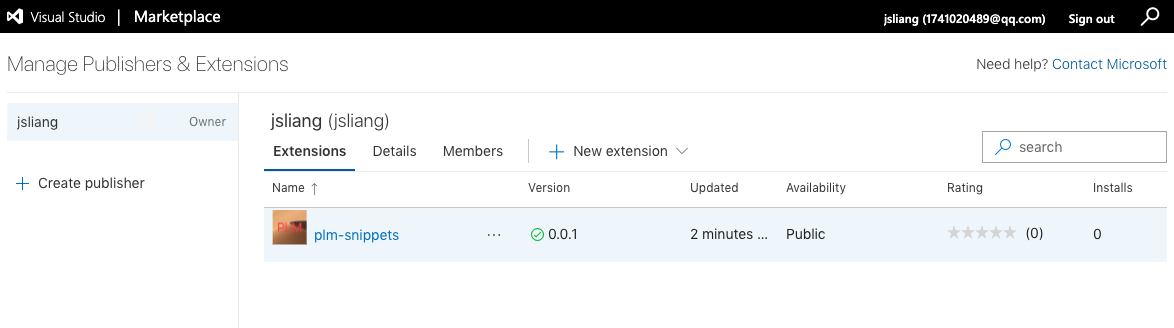 Visual Studio | Marketplace jsliang (1741020489@qq.com) Sign out
Manage Publishers & Extensions Need help? Contact Microsoft
jsliang Owner
Create publisher
jsliang (jsliang)
Extensions Details Members New extension search
Name ↑ Version Updated Availability Rating Installs
PLM plm-snippets ... 0.0.1 2 minutes ... Public (0) 0